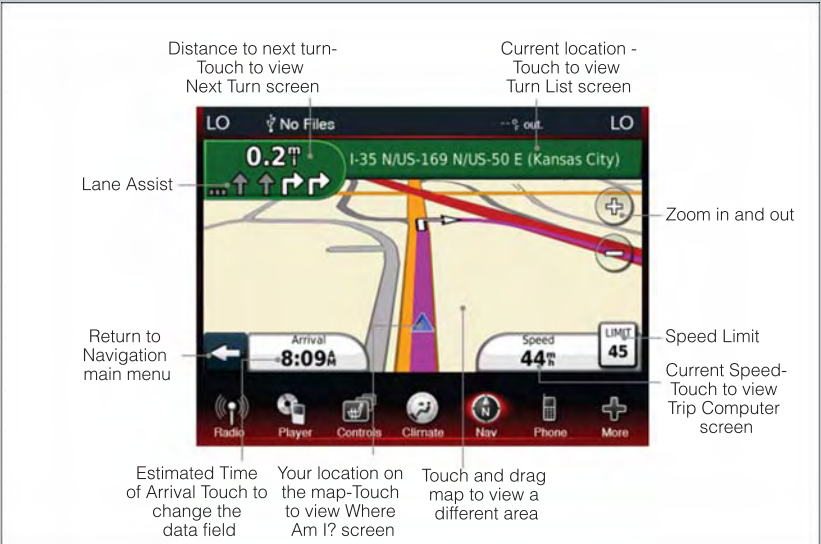 Distance to next turn-
Touch to view
Next Turn screen
Current location -
Touch to view
Turn List screen
LO
No Files
--°F out.
LO
0.2 mi
I-35 N/US-169 N/US-50 E (Kansas City)
Lane Assist
Zoom in and out
Return to
Navigation
main menu
Arrival
8:09 AM
Speed
44 mh
LIMIT
45
Speed Limit
Current Speed-
Touch to view
Trip Computer
screen
Radio
Player
Controls
Climate
N
Nav
Phone
More
Estimated Time
of Arrival Touch to
change the
data field
Your location on
the map-Touch
to view Where
Am I? screen
Touch and drag
map to view a
different area